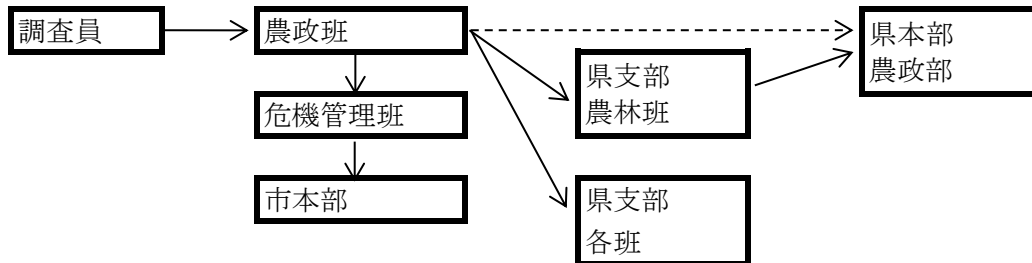 調査員
農政班
県本部
農政部
県支部
農林班
危機管理班
市本部
県支部
各班